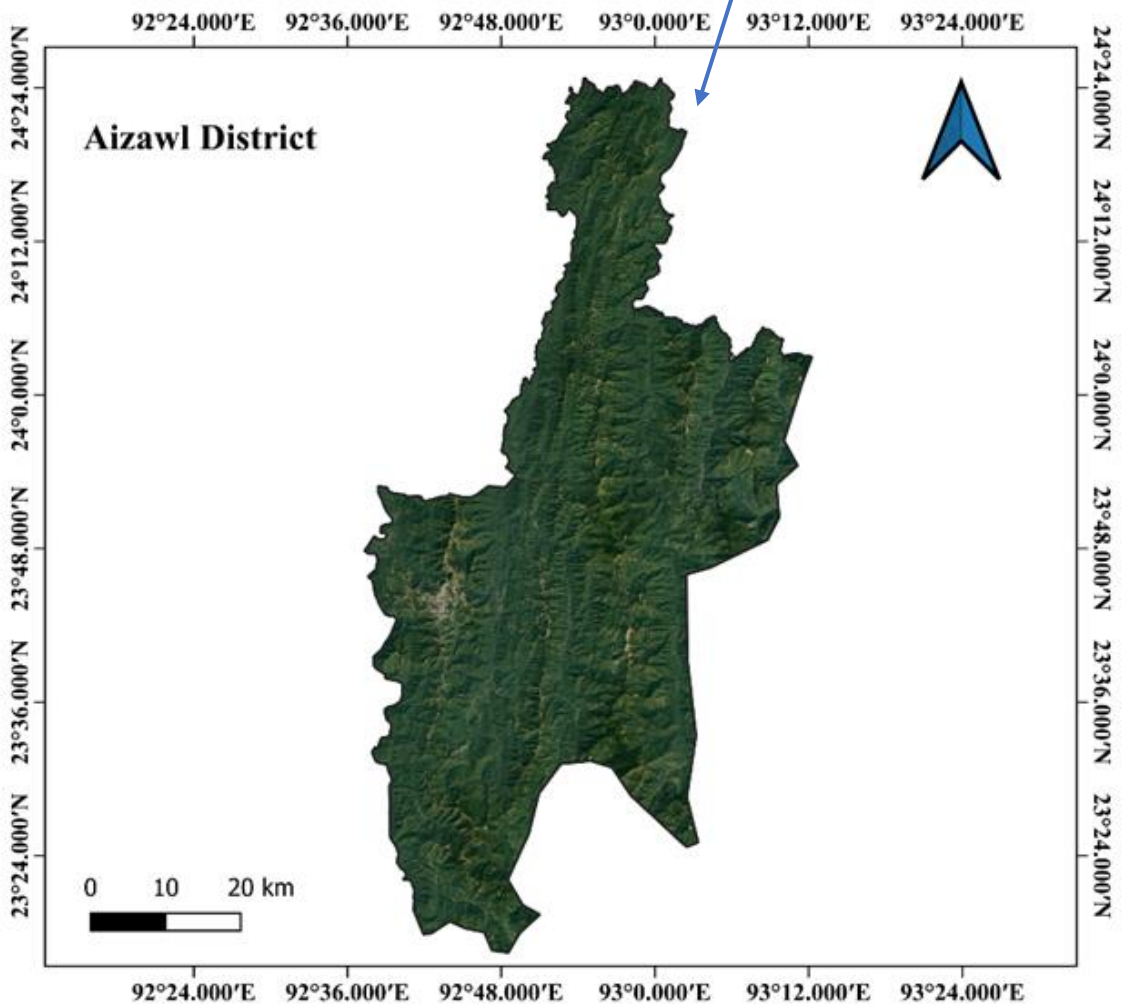 92°24.000′E 92°36.000′E 92°48.000′E 93°0.000′E 93°12.000′E 93°24.000′E
Aizawl District
24°24.000′N
24°12.000′N
24°0.000′N
23°48.000′N
23°36.000′N
23°24.000′N
24°24.000′N
24°12.000′N
24°0.000′N
23°48.000′N
23°36.000′N
23°24.000′N
0 10 20 km
92°24.000′E 92°36.000′E 92°48.000′E 93°0.000′E 93°12.000′E 93°24.000′E